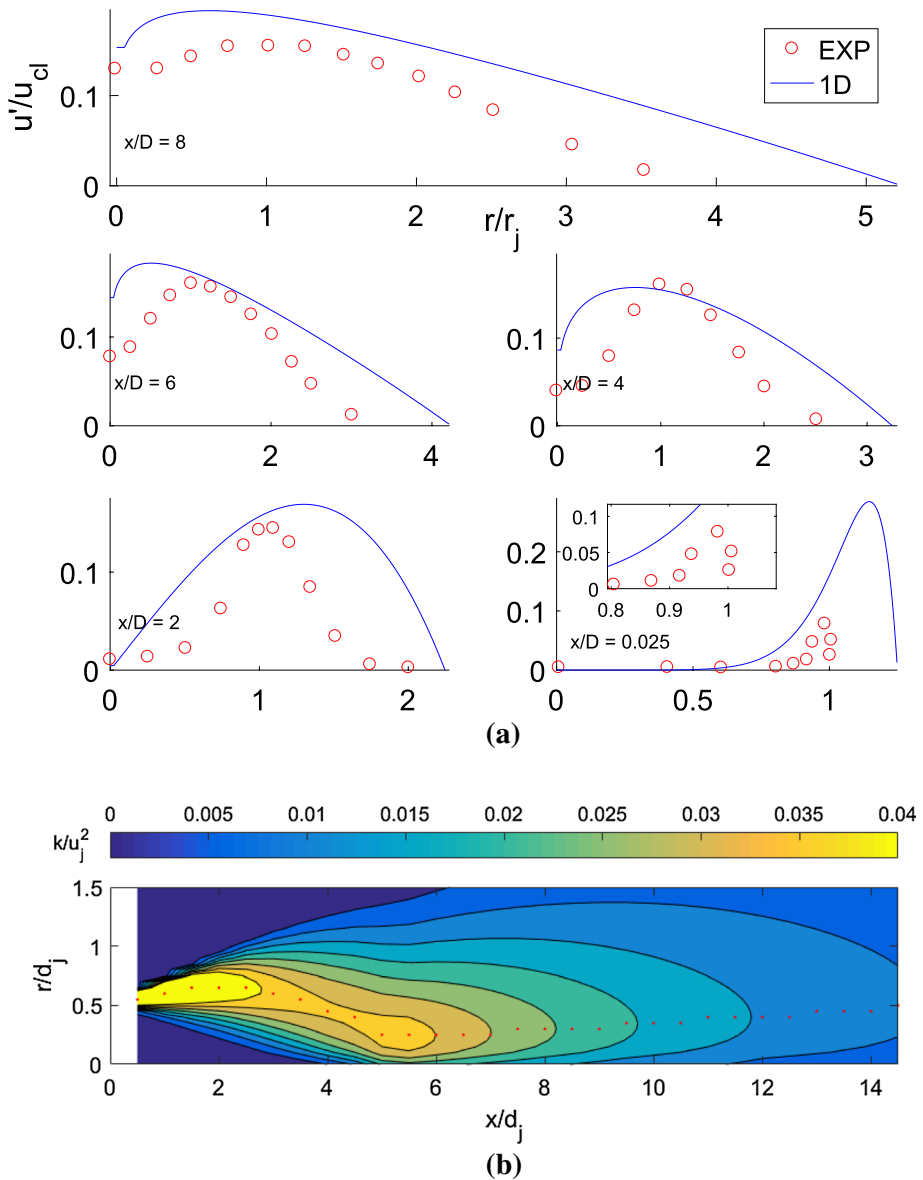 EXP
1D
u'/u_cl
0.1
0
x/D = 8
0 1 2 3 4 5
r/r_j
0.1
0
x/D = 6
0 2 4
0.1
0
x/D = 4
0 1 2 3
0.1
0
x/D = 2
0 1 2
0.2
0.1
0
0.1
0.05
0
0.8 0.9 1
x/D = 0.025
0 0.5 1
(a)
0 0.005 0.01 0.015 0.02 0.025 0.03 0.035 0.04
k/u_j^2
1.5
1
0.5
0
r/d_j
0 2 4 6 8 10 12 14
x/d_j
(b)